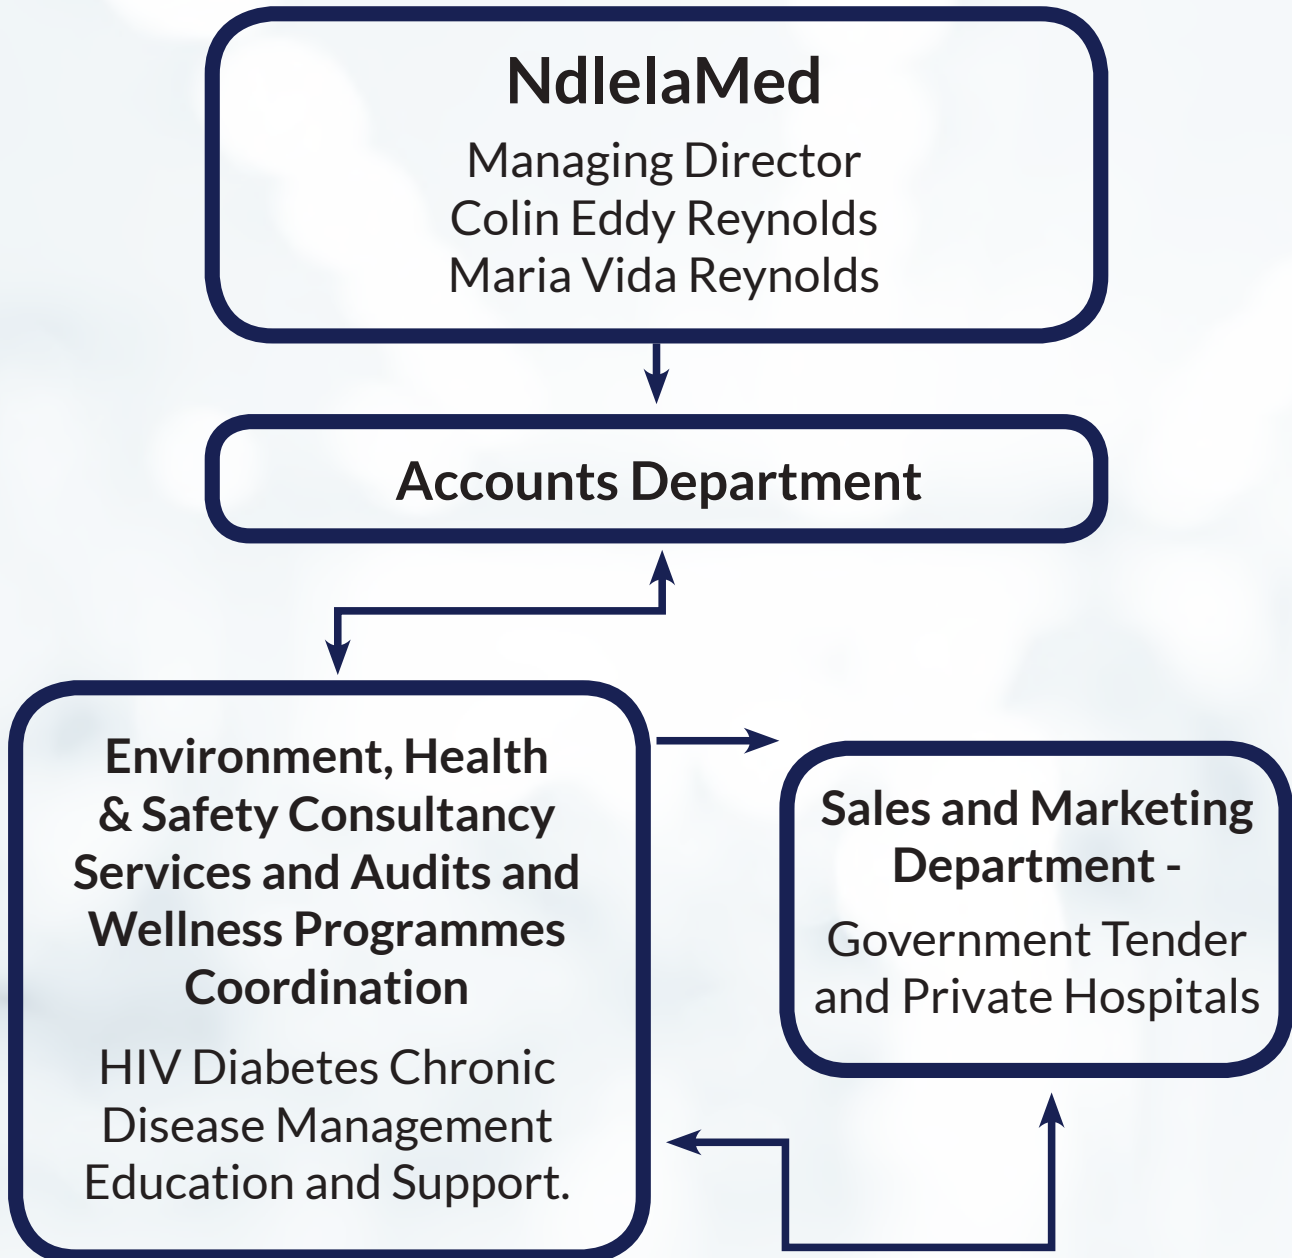 NdlelaMed
Managing Director
Colin Eddy Reynolds
Maria Vida Reynolds
Accounts Department
Environment, Health
& Safety Consultancy
Services and Audits and
Wellness Programmes
Coordination
HIV Diabetes Chronic
Disease Management
Education and Support.
Sales and Marketing
Department -
Government Tender
and Private Hospitals